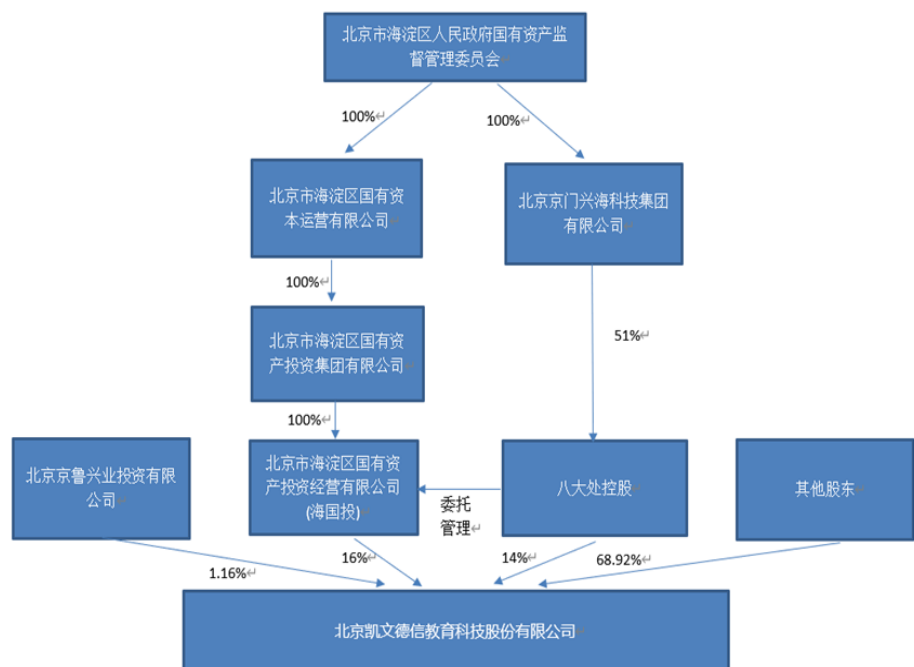 北京市海淀区人民政府国有资产监
督管理委员会↵
100%↵
100%↵
北京市海淀区国有资
本运营有限公司↵
北京京门兴海科技集团
有限公司↵
100%↵
51%↵
北京市海淀区国有资
产投资集团有限公司↵
100%↵
北京京鲁兴业投资有限
公司↵
北京市海淀区国有资
产投资经营有限公司
(海国投)↵
委托
管理↵
八大处控股↵
其他股东↵
1.16%↵
16%↵
14%↵
68.92%↵
北京凯文德信教育科技股份有限公司↵